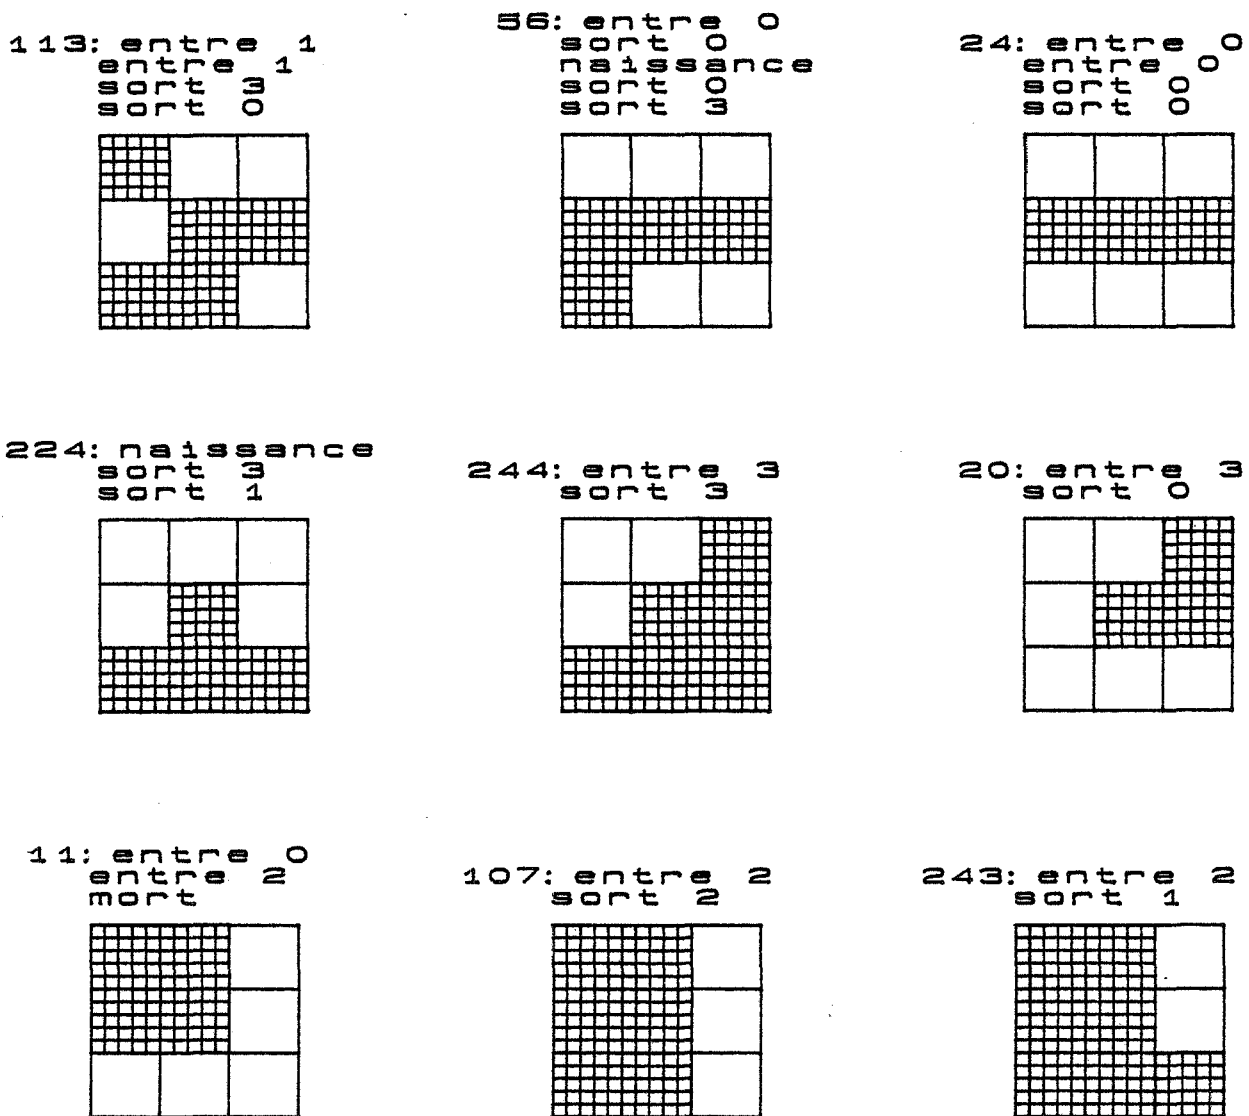 113: entre 1
entre 1
sort 3
sort 0
56: entre 0
sort 0
naissance
sort 0
sort 3
24: entre 0
entre 0
sort 0
sort 0
224: naissance
sort 3
sort 1
244: entre 3
sort 3
20: entre 3
sort 0
11: entre 0
entre 2
mort
107: entre 2
sort 2
243: entre 2
sort 1